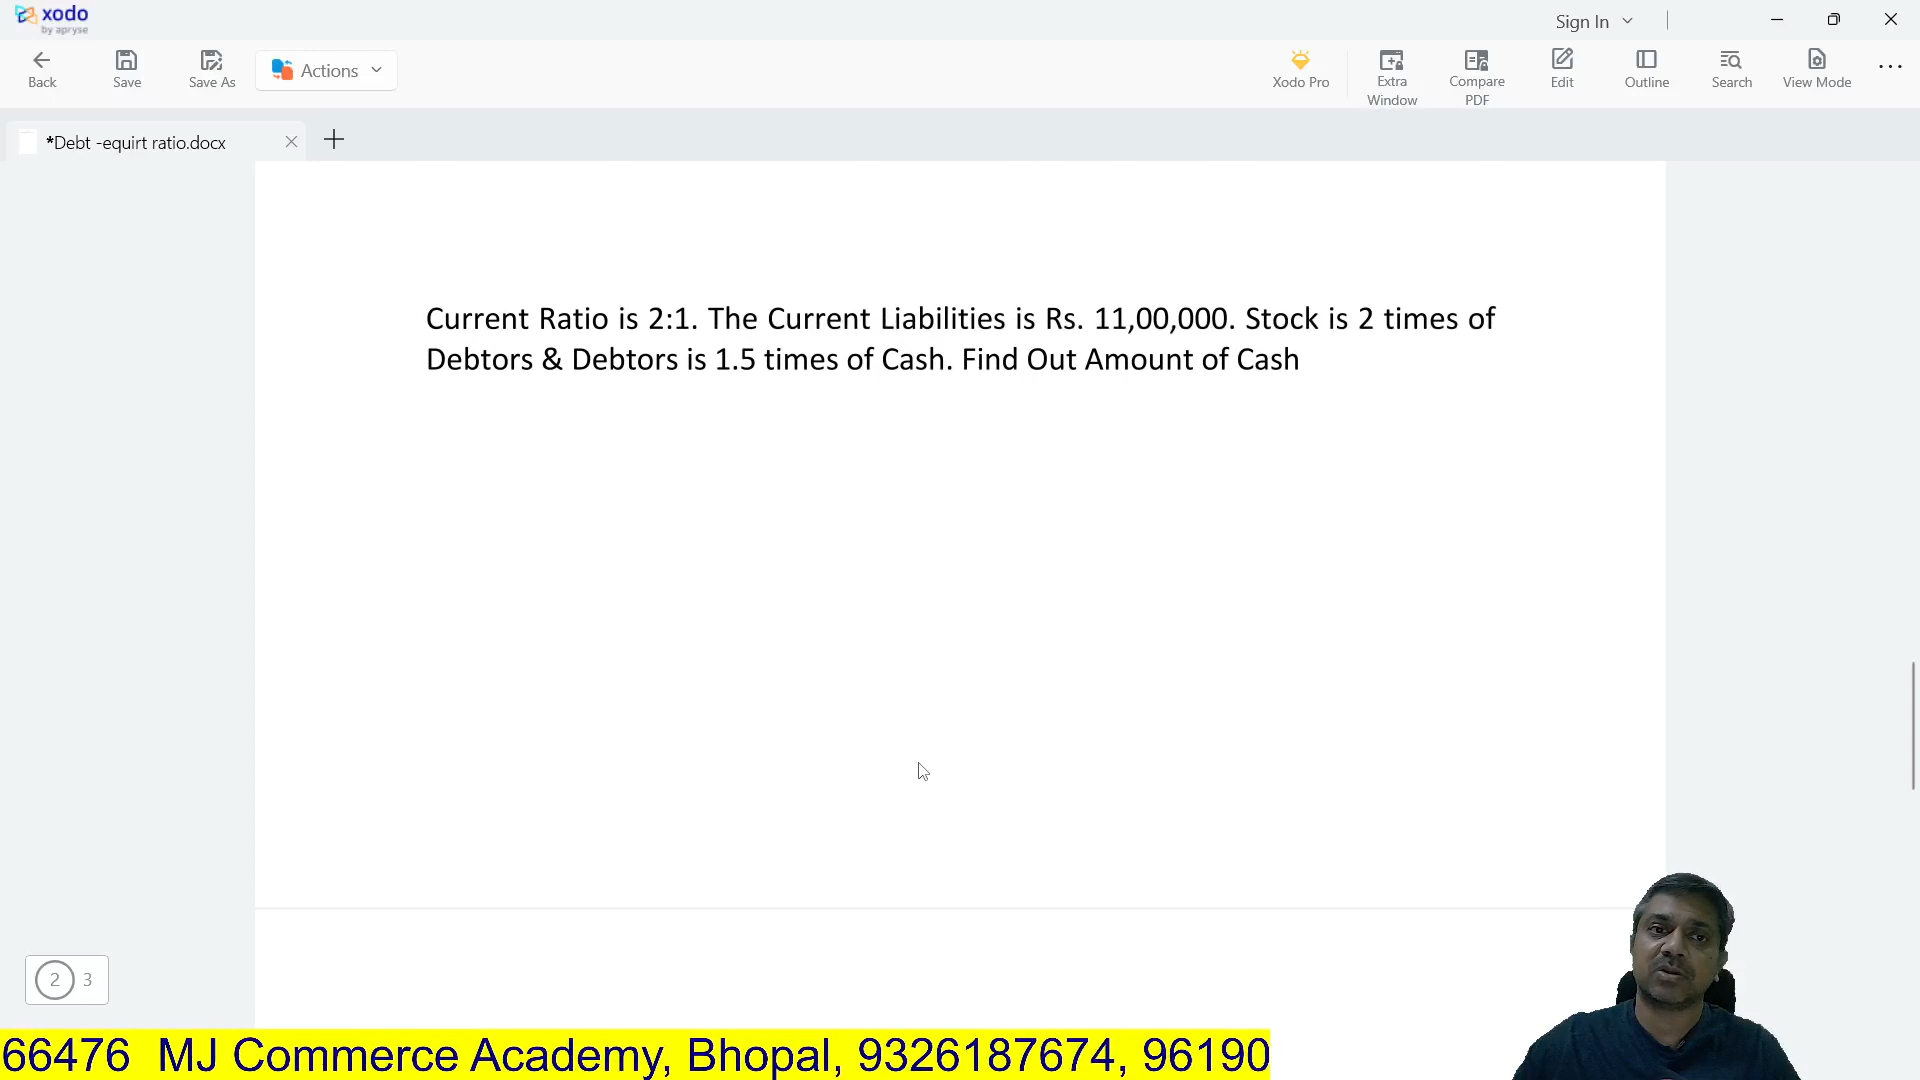 xodo
by apryse
Sign In
Back
Save
Save As
Actions
Xodo Pro
Extra Window
Compare PDF
Edit
Outline
Search
View Mode
*Debt -equirt ratio.docx
Current Ratio is 2:1. The Current Liabilities is Rs. 11,00,000. Stock is 2 times of
Debtors & Debtors is 1.5 times of Cash. Find Out Amount of Cash
2 3
66476 MJ Commerce Academy, Bhopal, 9326187674, 96190